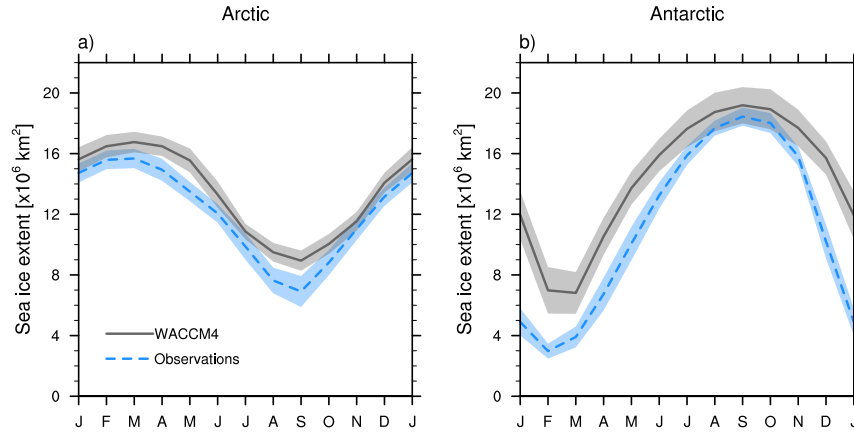 Arctic
Antarctic
a)
b)
Sea ice extent [x10⁶ km²]
20
16
12
8
4
0
WACCM4
Observations
J F M A M J J A S O N D J
Sea ice extent [x10⁶ km²]
20
16
12
8
4
0
J F M A M J J A S O N D J